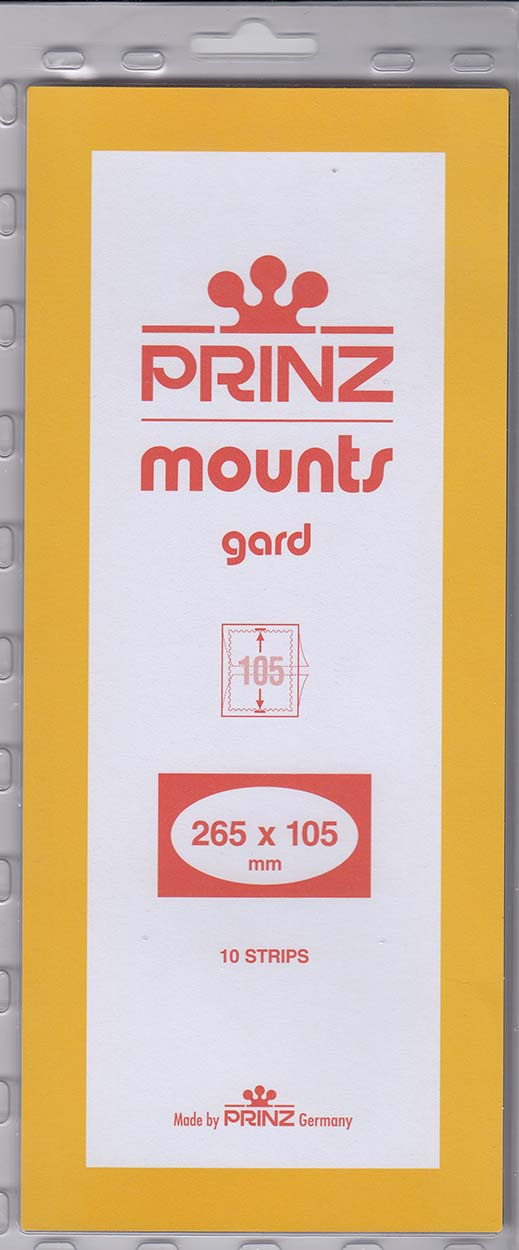 PRINZ
mounts
gard
105
265 x 105
mm
10 STRIPS
Made by PRINZ Germany